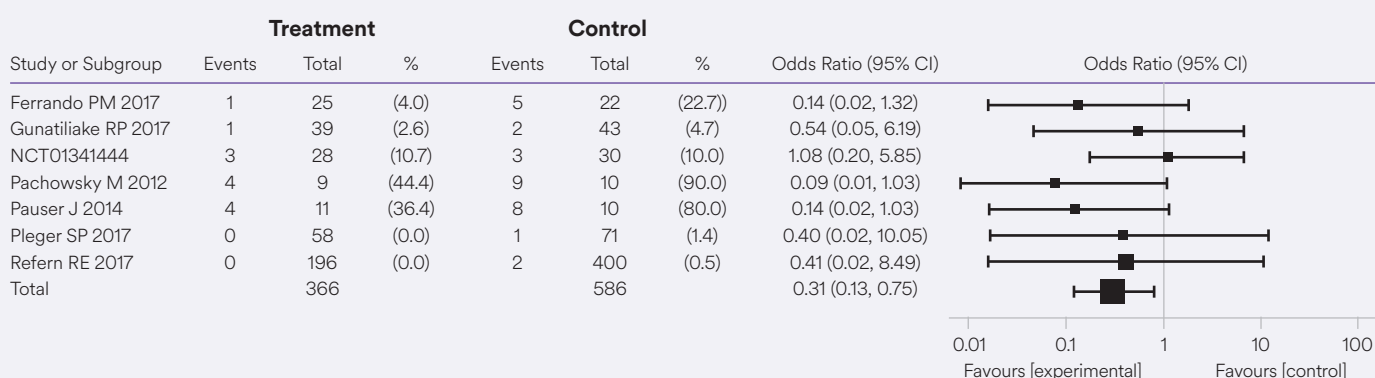 Treatment Control
Study or Subgroup Events Total % Events Total % Odds Ratio (95% CI) Odds Ratio (95% CI)
Ferrando PM 2017 1 25 (4.0) 5 22 (22.7)) 0.14 (0.02, 1.32)
Gunatiliake RP 2017 1 39 (2.6) 2 43 (4.7) 0.54 (0.05, 6.19)
NCT01341444 3 28 (10.7) 3 30 (10.0) 1.08 (0.20, 5.85)
Pachowsky M 2012 4 9 (44.4) 9 10 (90.0) 0.09 (0.01, 1.03)
Pauser J 2014 4 11 (36.4) 8 10 (80.0) 0.14 (0.02, 1.03)
Pleger SP 2017 0 58 (0.0) 1 71 (1.4) 0.40 (0.02, 10.05)
Refern RE 2017 0 196 (0.0) 2 400 (0.5) 0.41 (0.02, 8.49)
Total 366 586 0.31 (0.13, 0.75)
0.01 0.1 1 10 100
Favours [experimental] Favours [control]